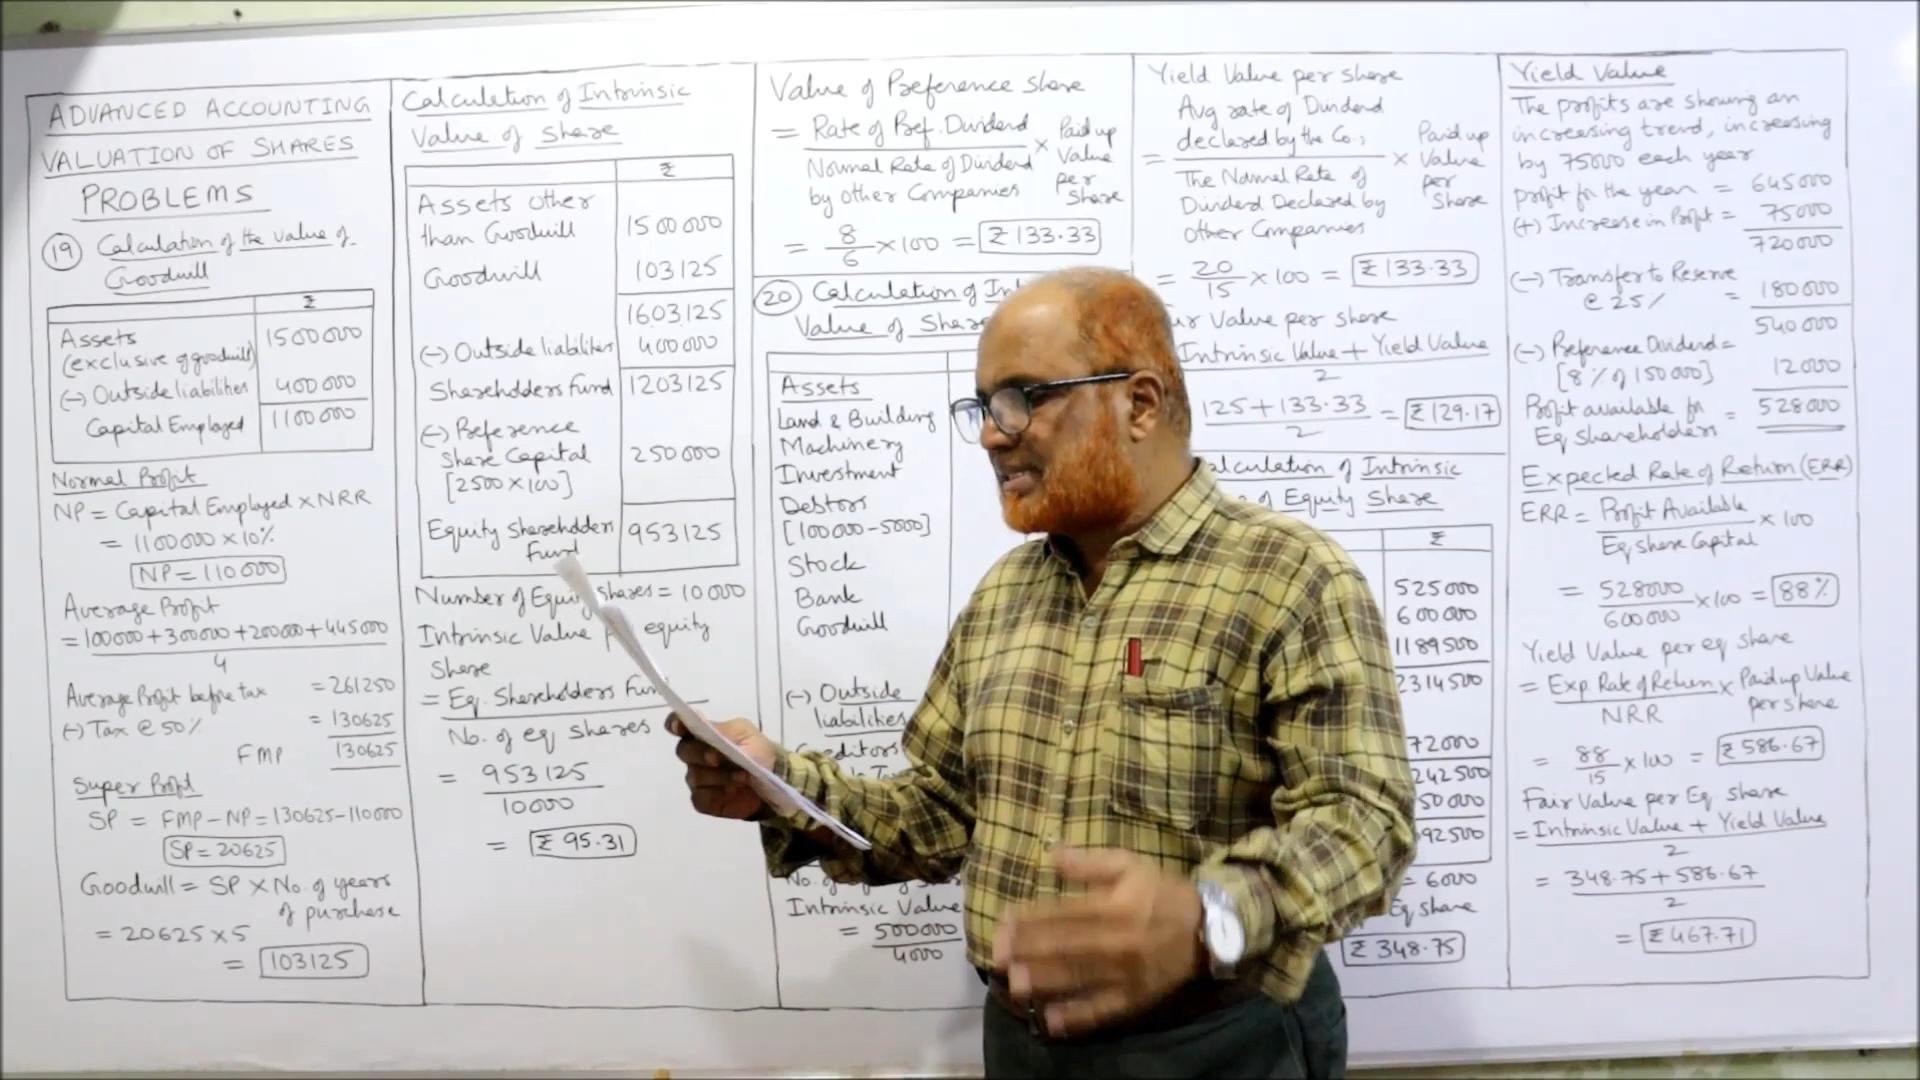 ADVANCED ACCOUNTING
VALUATION OF SHARES
PROBLEMS
19 Calculation of the value of
Goodwill
₹
Assets 1500000
(exclusive of goodwill)
(-) Outside liabilities 400000
Capital Employed 1100000
Normal Profit
NP = Capital Employed × NRR
= 1100000 × 10%
NP = 110000
Average Profit
= 100000 + 300000 + 200000 + 445000
4
Average Profit before tax = 261250
(-) Tax @ 50% = 130625
FMP 130625
Super Profit
SP = FMP - NP = 130625 - 110000
SP = 20625
Goodwill = SP × No. of years
of purchase
= 20625 × 5
= 103125
Calculation of Intrinsic
Value of share
₹
Assets other
than Goodwill 1500000
Goodwill 103125
1603125
(-) Outside liabilities 400000
Shareholders Fund 1203125
(-) Preference
Share Capital 250000
[2500 × 100]
Equity Shareholders 953125
Fund
Number of Equity shares = 10000
Intrinsic Value equity
Share
= Eq. Shareholders Fun
No. of eq shares
= 953125
10000
= ₹ 95.31
Value of Preference share
= Rate of Pref. Dividend × Paid up
Normal Rate of Dividend Value
by other Companies per
Share
= 8/6 × 100 = ₹ 133.33
20 Calculation of Int
Value of Share
Assets
Land & Building
Machinery
Investment
Debtors
[100000 - 5000]
Stock
Bank
Goodwill
(-) Outside
liabilities
No. of
Intrinsic Value
= 500000
4000
Yield Value per share
Avg rate of Dividend
declared by the Co.,
= × Paid up
Value
The Normal Rate of per
Dividend Declared by Share
Other Companies
= 20/15 × 100 = ₹ 133.33
Value per share
Intrinsic Value + Yield Value
2
125 + 133.33 = ₹ 129.17
2
alculation of Intrinsic
of Equity Share
₹
525000
600000
1189500
2314500
72000
242500
50000
92500
= 6000
Eq share
₹ 348.75
Yield Value
The profits are showing an
increasing trend, increasing
by 75000 each year
profit for the year = 645000
(+) Increase in Profit = 75000
720000
(-) Transfer to Reserve
@ 25% = 180000
540000
(-) Preference Dividend =
[8% of 150000] 12000
Profit available for
Eq shareholders = 528000
Expected Rate of Return (ERR)
ERR = Profit Available × 100
Eq share Capital
= 528000 × 100 = 88%
600000
Yield Value per eq share
= Exp. Rate of Return × Paid up Value
NRR per share
= 88/15 × 100 = ₹ 586.67
Fair Value per Eq. share
= Intrinsic Value + Yield Value
2
= 348.75 + 586.67
2
= ₹ 467.71